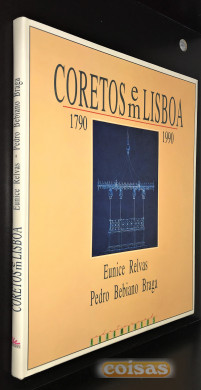 CORETOS em LISBOA
1790
1990
Eunice Relvas
Pedro Bebiano Braga
CORETOS em LISBOA Eunice Relvas - Pedro Bebiano Braga
coisas